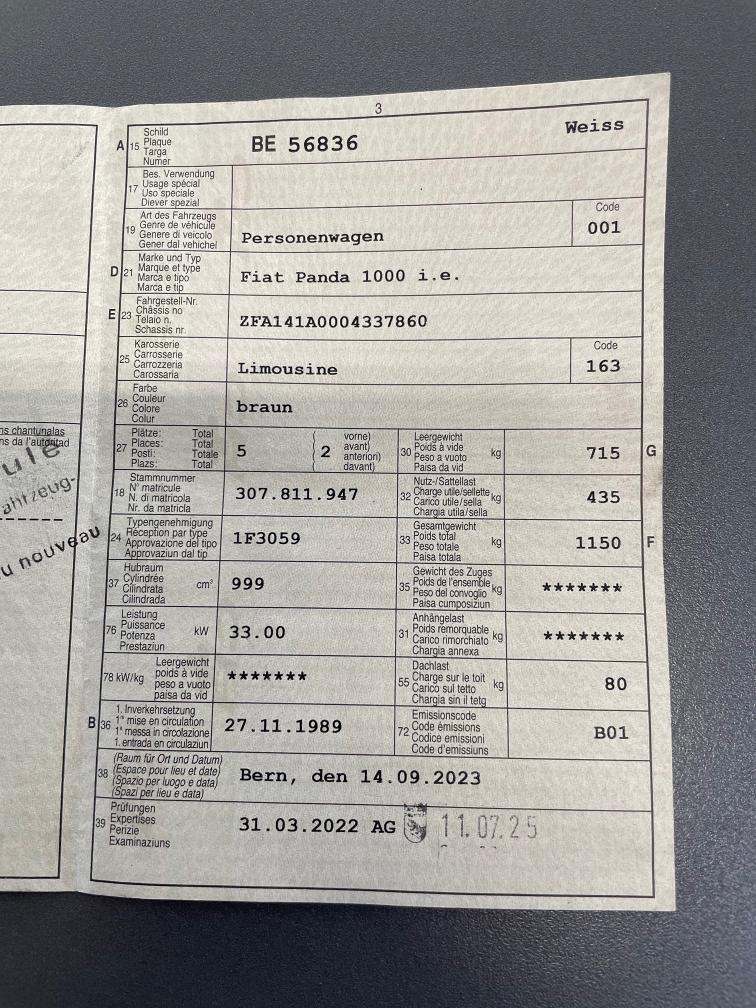 3
A 15 Schild
Plaque
Targa
Numer
BE 56836
Weiss
17 Bes. Verwendung
Usage spécial
Uso speciale
Diever spezial
19 Art des Fahrzeugs
Genre de véhicule
Genere di veicolo
Gener dal vehichel
Personenwagen
Code
001
D 21 Marke und Typ
Marque et type
Marca e tipo
Marca e tip
Fiat Panda 1000 i.e.
E 23 Fahrgestell-Nr.
Châssis no
Telaio n.
Schassis nr.
ZFA141A0004337860
25 Karosserie
Carrosserie
Carrozzeria
Carossaria
Limousine
Code
163
26 Farbe
Couleur
Colore
Colur
braun
27 Plätze: Total
Places: Total
Posti: Totale
Plazs: Total
5
2
vorne)
avant)
anteriori)
davant)
30 Leergewicht
Poids à vide
Peso a vuoto
Paisa da vid
kg
715
G
18 Stammnummer
N° matricule
N. di matricola
Nr. da matricla
307.811.947
32 Nutz-/Sattellast
Charge utile/sellette
Carico utile/sella
Chargia utila/sella
kg
435
24 Typengenehmigung
Réception par type
Approvazione del tipo
Approvaziun dal tip
1F3059
33 Gesamtgewicht
Poids total
Peso totale
Paisa totala
kg
1150
F
37 Hubraum
Cylindrée
Cilindrata
Cilindrada
cm³
999
35 Gewicht des Zuges
Poids de l'ensemble
Peso del convoglio
Paisa cumposiziun
kg
*******
76 Leistung
Puissance
Potenza
Prestaziun
kW
33.00
31 Anhängelast
Poids remorquable
Carico rimorchiato
Chargia annexa
kg
*******
78 kW/kg Leergewicht
poids à vide
peso a vuoto
paisa da vid
*******
55 Dachlast
Charge sur le toit
Carico sul tetto
Chargia sin il tetg
kg
80
B 36 1. Inverkehrsetzung
1ʳᵉ mise en circulation
1ª messa in circolazione
1. entrada en circulaziun
27.11.1989
72 Emissionscode
Code émissions
Codice emissioni
Code d'emissiuns
B01
38 (Raum für Ort und Datum)
(Espace pour lieu et date)
(Spazio per luogo e data)
(Spazi per lieu e data)
Bern, den 14.09.2023
39 Prüfungen
Expertises
Perizie
Examinaziuns
31.03.2022 AG
11.07.25
ns chantunalas
ns da l'autoritad
ule
ahrzeug-
u nouveau